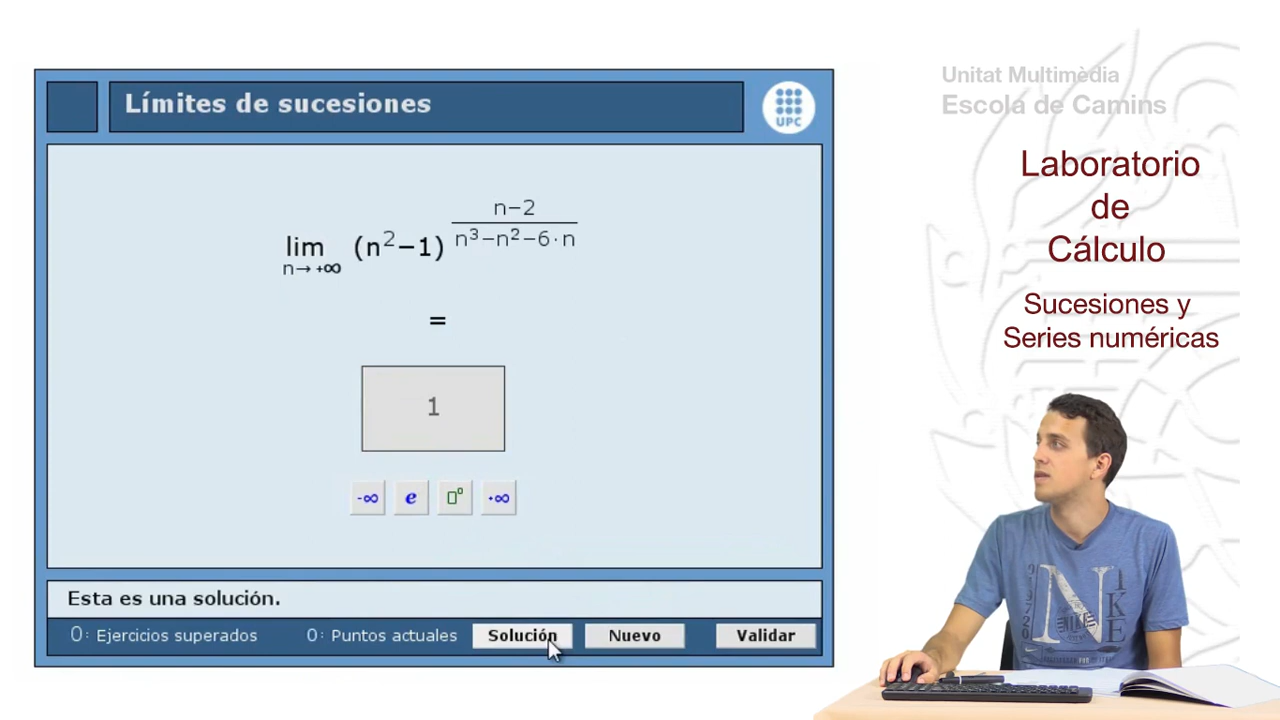 Límites de sucesiones
UPC
lim (n²−1)^((n−2)/(n³−n²−6·n))
n→+∞
=
1
-∞ e □⁰ +∞
Esta es una solución.
0: Ejercicios superados 0: Puntos actuales Solución Nuevo Validar
Unitat Multimèdia
Escola de Camins
Laboratorio
de
Cálculo
Sucesiones y
Series numéricas
N
NIKE